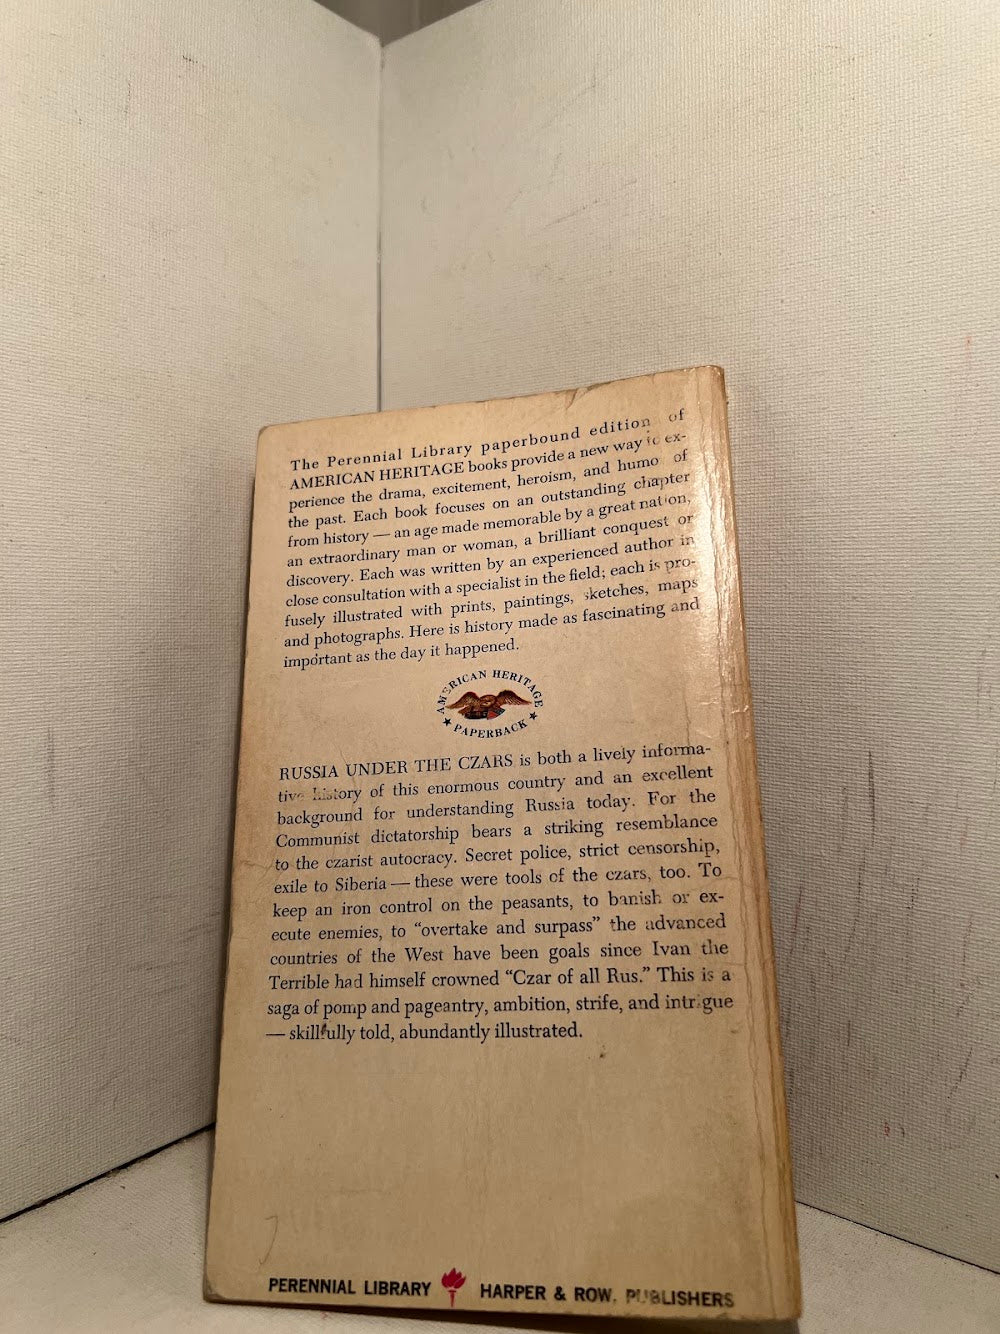 The Perennial Library paperbound edition of
AMERICAN HERITAGE books provide a new way to ex-
perience the drama, excitement, heroism, and humo of
the past. Each book focuses on an outstanding chapter
from history — an age made memorable by a great nation,
an extraordinary man or woman, a brilliant conquest or
discovery. Each was written by an experienced author in
close consultation with a specialist in the field; each is pro-
fusely illustrated with prints, paintings, sketches, maps
and photographs. Here is history made as fascinating and
important as the day it happened.
AMERICAN HERITAGE
★ PAPERBACK ★
RUSSIA UNDER THE CZARS is both a lively informa-
tive history of this enormous country and an excellent
background for understanding Russia today. For the
Communist dictatorship bears a striking resemblance
to the czarist autocracy. Secret police, strict censorship,
exile to Siberia — these were tools of the czars, too. To
keep an iron control on the peasants, to banish or ex-
ecute enemies, to “overtake and surpass” the advanced
countries of the West have been goals since Ivan the
Terrible had himself crowned “Czar of all Rus.” This is a
saga of pomp and pageantry, ambition, strife, and intrigue
— skillfully told, abundantly illustrated.
PERENNIAL LIBRARY HARPER & ROW, PUBLISHERS